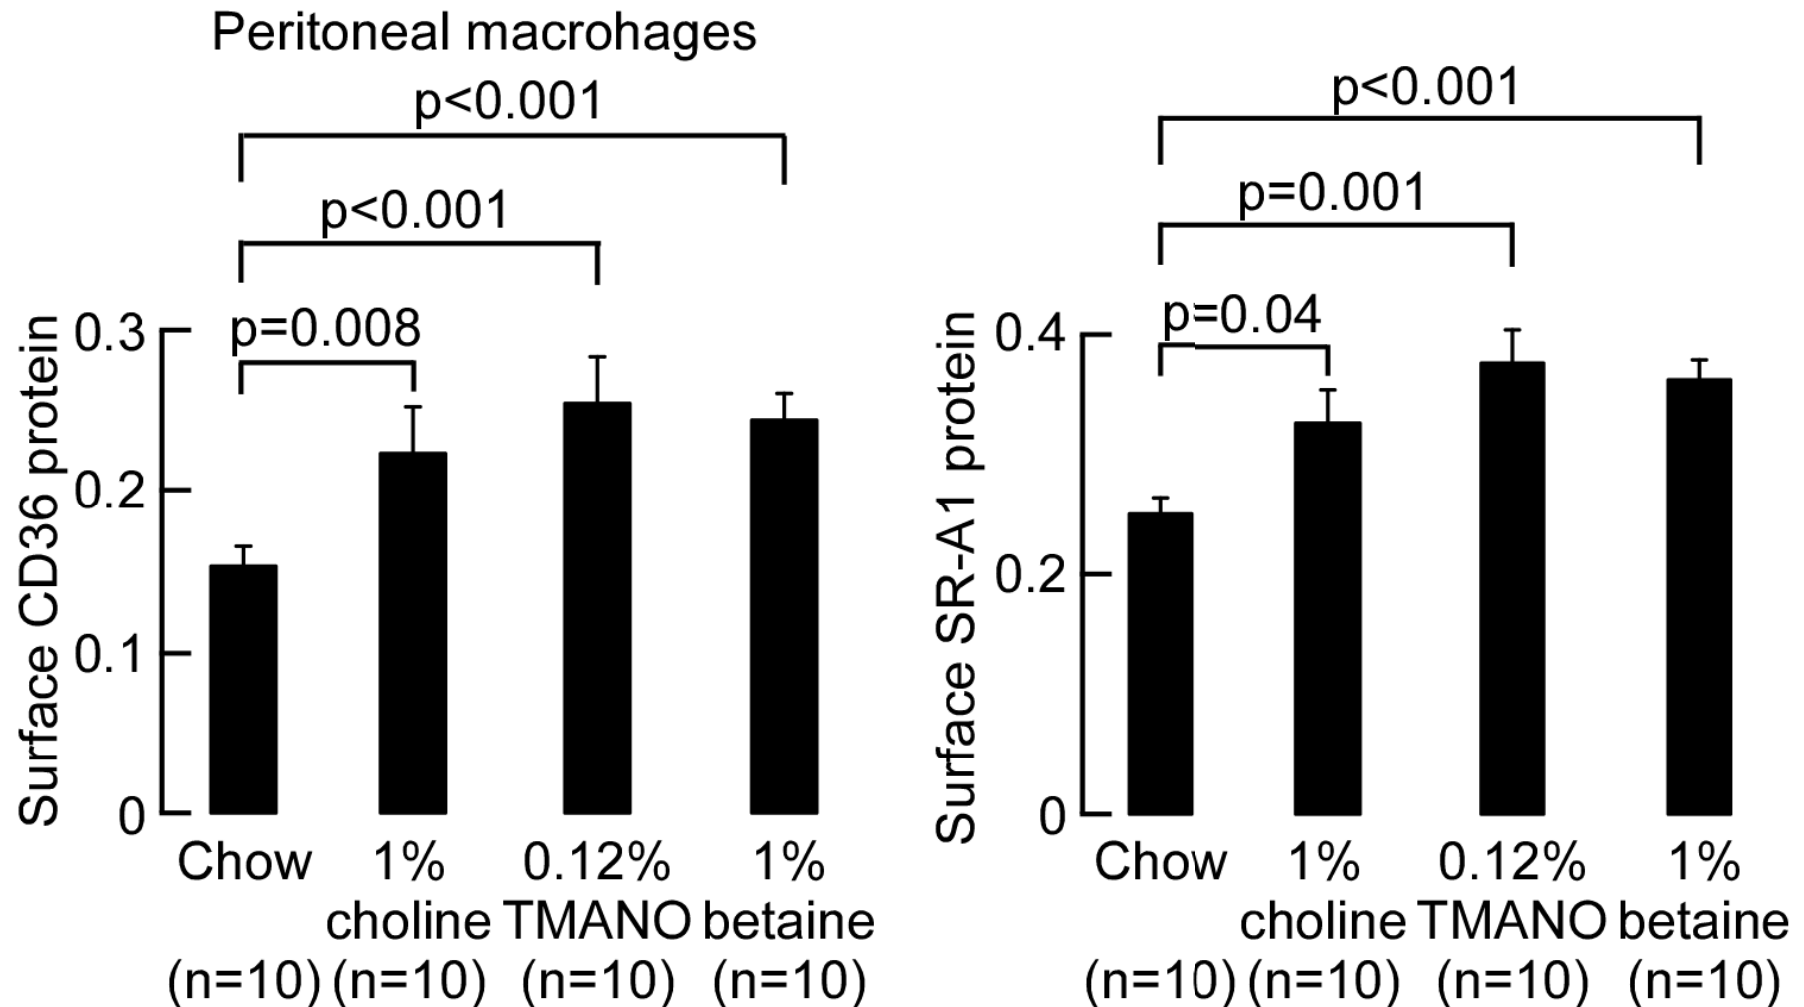 Peritoneal macrohages
p<0.001
p<0.001
p=0.008
Surface CD36 protein
0.3
0.2
0.1
0
Chow 1% 0.12% 1%
choline TMANO betaine
(n=10) (n=10) (n=10) (n=10)
p<0.001
p=0.001
p=0.04
Surface SR-A1 protein
0.4
0.2
0
Chow 1% 0.12% 1%
choline TMANO betaine
(n=10) (n=10) (n=10) (n=10)